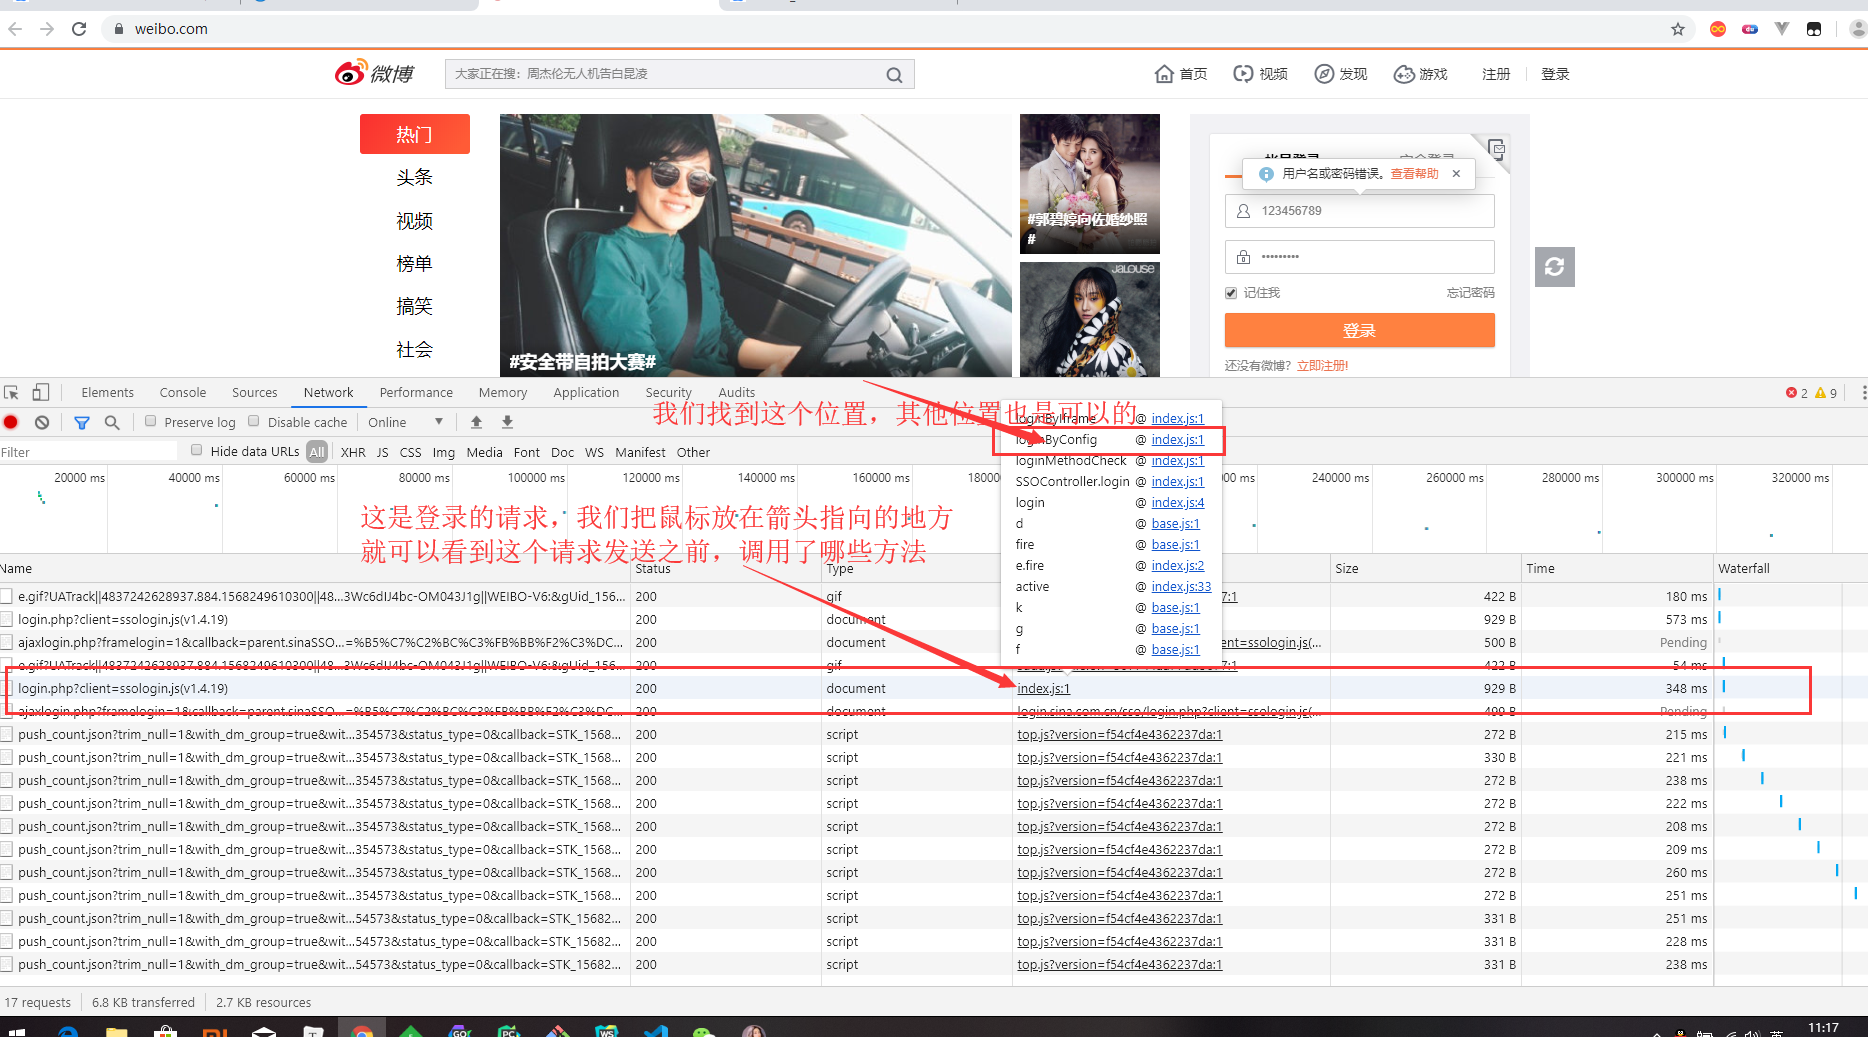 weibo.com
微博
大家正在搜：周杰伦无人机告白昆凌
首页
视频
发现
游戏
注册
登录
热门
头条
视频
榜单
搞笑
社会
#安全带自拍大赛#
#郭碧婷向佐婚纱照
#
JALOUSE
用户名或密码错误。查看帮助
123456789
•••••••••
记住我
忘记密码
登录
还没有微博？立即注册!
Elements Console Sources Network Performance Memory Application Security Audits
2 9
Preserve log Disable cache Online
我们找到这个位置，其他位置也是可以的
Filter
Hide data URLs All XHR JS CSS Img Media Font Doc WS Manifest Other
20000 ms 40000 ms 60000 ms 80000 ms 100000 ms 120000 ms 140000 ms 160000 ms 240000 ms 260000 ms 280000 ms 300000 ms 320000 ms
这是登录的请求，我们把鼠标放在箭头指向的地方
就可以看到这个请求发送之前，调用了哪些方法
loginByIframe @ index.js:1
loginByConfig @ index.js:1
loginMethodCheck @ index.js:1
SSOController.login @ index.js:1
login @ index.js:4
d @ base.js:1
fire @ base.js:1
e.fire @ index.js:2
active @ index.js:33
k @ base.js:1
g @ base.js:1
f @ base.js:1
Name Status Type Size Time Waterfall
e.gif?UATrack||4837242628937.884.1568249610300||48...3Wc6dIJ4bc-OM043J1g||WEIBO-V6:&gUid_156... 200 gif 422 B 180 ms
login.php?client=ssologin.js(v1.4.19) 200 document 929 B 573 ms
ajaxlogin.php?framelogin=1&callback=parent.sinaSSO...=%B5%C7%C2%BC%C3%FB%BB%F2%C3%DC... 200 document ent=ssologin.js(... 500 B Pending
e.gif?UATrack||4837242628937.884.1568249610300||48...3Wc6dIJ4bc-OM043J1g||WEIBO-V6:&gUid_156... 200 gif 422 B 54 ms
login.php?client=ssologin.js(v1.4.19) 200 document index.js:1 929 B 348 ms
ajaxlogin.php?framelogin=1&callback=parent.sinaSSO...=%B5%C7%C2%BC%C3%FB%BB%F2%C3%DC... 200 document login.sina.com.cn/sso/login.php?client=ssologin.js(... 499 B Pending
push_count.json?trim_null=1&with_dm_group=true&wit...354573&status_type=0&callback=STK_1568... 200 script top.js?version=f54cf4e4362237da:1 272 B 215 ms
push_count.json?trim_null=1&with_dm_group=true&wit...354573&status_type=0&callback=STK_1568... 200 script top.js?version=f54cf4e4362237da:1 330 B 221 ms
push_count.json?trim_null=1&with_dm_group=true&wit...354573&status_type=0&callback=STK_1568... 200 script top.js?version=f54cf4e4362237da:1 272 B 238 ms
push_count.json?trim_null=1&with_dm_group=true&wit...354573&status_type=0&callback=STK_1568... 200 script top.js?version=f54cf4e4362237da:1 272 B 222 ms
push_count.json?trim_null=1&with_dm_group=true&wit...354573&status_type=0&callback=STK_1568... 200 script top.js?version=f54cf4e4362237da:1 272 B 208 ms
push_count.json?trim_null=1&with_dm_group=true&wit...354573&status_type=0&callback=STK_1568... 200 script top.js?version=f54cf4e4362237da:1 272 B 209 ms
push_count.json?trim_null=1&with_dm_group=true&wit...354573&status_type=0&callback=STK_1568... 200 script top.js?version=f54cf4e4362237da:1 272 B 260 ms
push_count.json?trim_null=1&with_dm_group=true&wit...354573&status_type=0&callback=STK_1568... 200 script top.js?version=f54cf4e4362237da:1 272 B 251 ms
push_count.json?trim_null=1&with_dm_group=true&wit...54573&status_type=0&callback=STK_15682... 200 script top.js?version=f54cf4e4362237da:1 331 B 251 ms
push_count.json?trim_null=1&with_dm_group=true&wit...54573&status_type=0&callback=STK_15682... 200 script top.js?version=f54cf4e4362237da:1 331 B 228 ms
push_count.json?trim_null=1&with_dm_group=true&wit...54573&status_type=0&callback=STK_15682... 200 script top.js?version=f54cf4e4362237da:1 331 B 238 ms
17 requests 6.8 KB transferred 2.7 KB resources
11:17